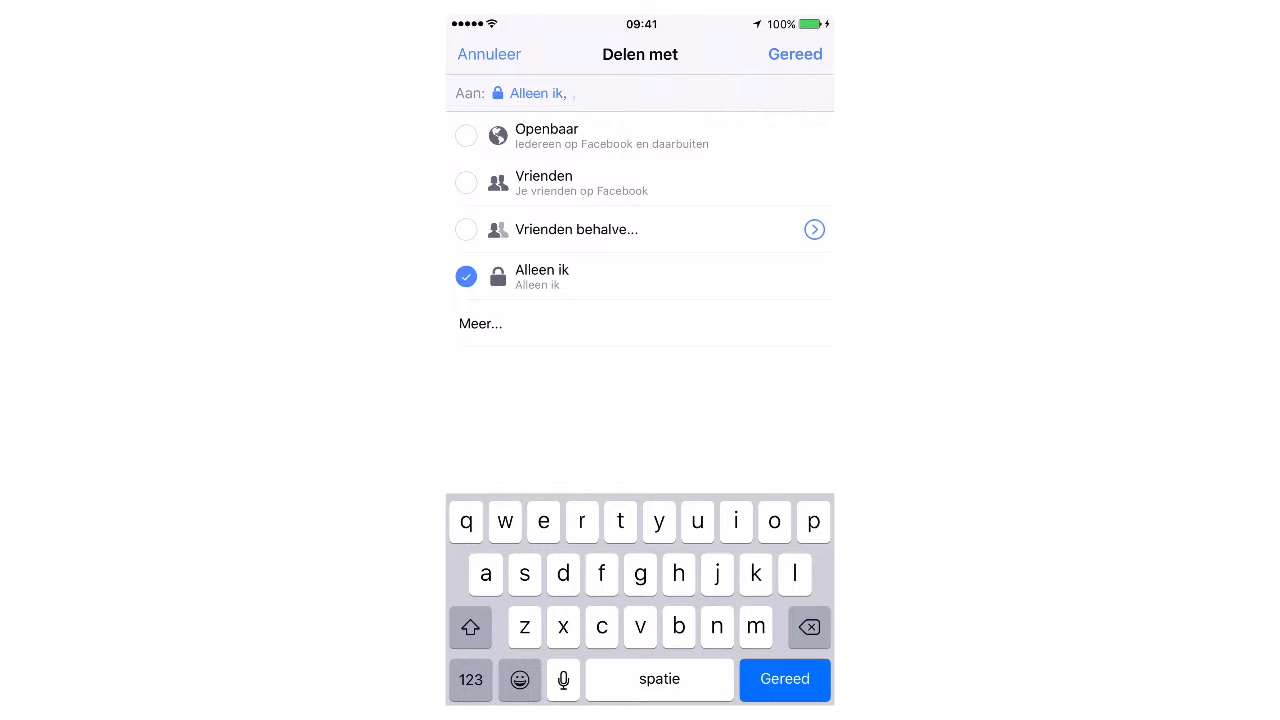 09:41 100%
Annuleer Delen met Gereed
Aan: Alleen ik,
Openbaar
Iedereen op Facebook en daarbuiten
Vrienden
Je vrienden op Facebook
Vrienden behalve...
Alleen ik
Alleen ik
Meer...
q w e r t y u i o p
a s d f g h j k l
z x c v b n m
123 spatie Gereed